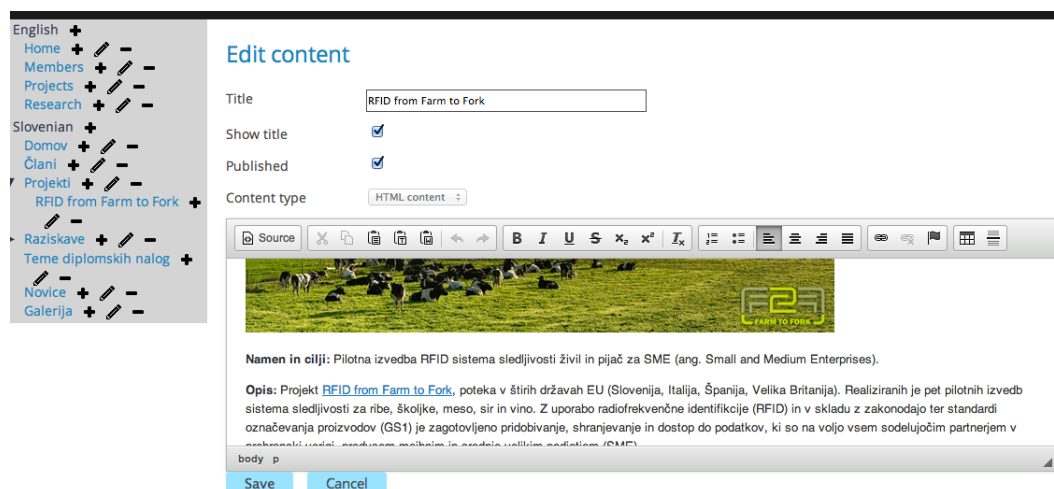 English
Home
Members
Projects
Research
Slovenian
Domov
Člani
Projekti
RFID from Farm to Fork
Raziskave
Teme diplomskih nalog
Novice
Galerija
Edit content
Title
RFID from Farm to Fork
Show title
Published
Content type
HTML content
Source
B I U S x₂ x² Iₓ
F2F
FARM TO FORK
Namen in cilji: Pilotna izvedba RFID sistema sledljivosti živil in pijač za SME (ang. Small and Medium Enterprises).
Opis: Projekt RFID from Farm to Fork, poteka v štirih državah EU (Slovenija, Italija, Španija, Velika Britanija). Realiziranih je pet pilotnih izvedb
sistema sledljivosti za ribe, školjke, meso, sir in vino. Z uporabo radiofrekvenčne identifikcije (RFID) in v skladu z zakonodajo ter standardi
označevanja proizvodov (GS1) je zagotovljeno pridobivanje, shranjevanje in dostop do podatkov, ki so na voljo vsem sodelujočim partnerjem v
body p
Save
Cancel